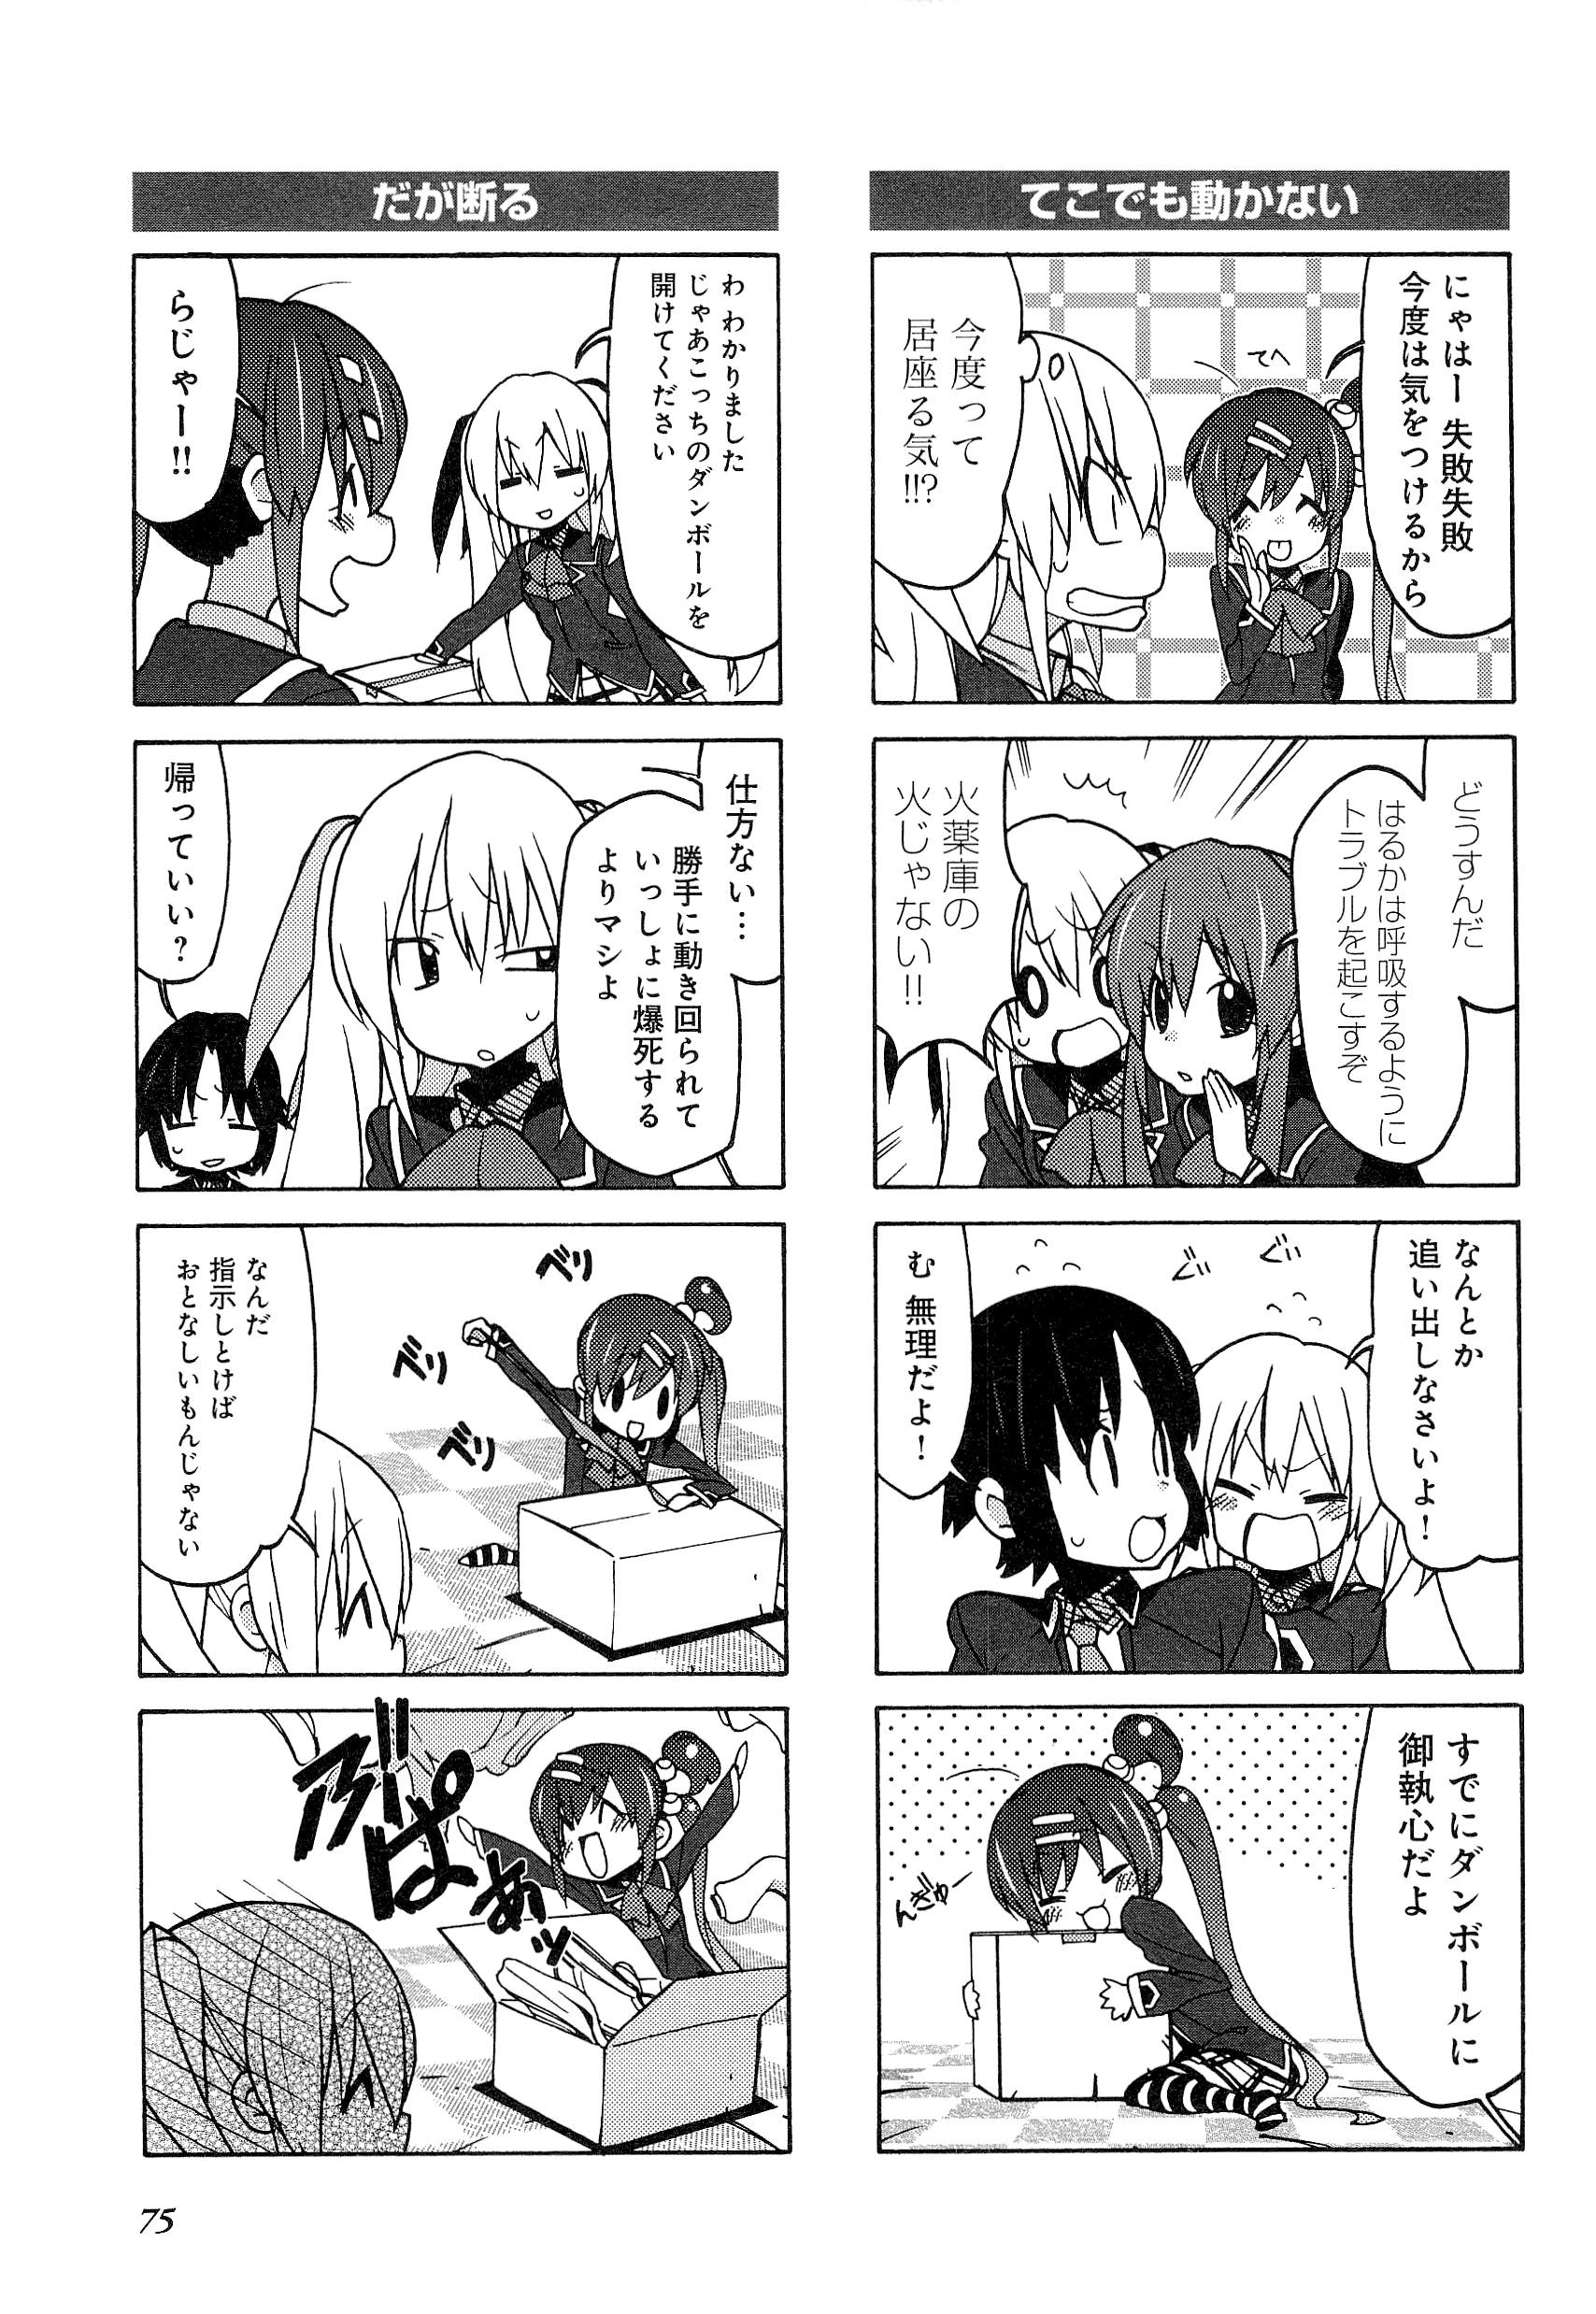 てこでも動かない
にゃはー 失敗失敗
今度は気をつけるから
てへ
今度って
居座る気!!?
どうすんだ
はるかは呼吸するように
トラブルを起こすぞ
火薬庫の
火じゃない!!
なんとか
追い出しなさいよ!
ぐい
ぐい
む 無理だよ!
すでにダンボールに
御執心だよ
んぎゅー
だが断る
わ わかりました
じゃあこっちのダンボールを
開けてください
らじゃー!!
仕方ない…
勝手に動き回られて
いっしょに爆死する
よりマシよ
帰っていい?
ブリ
ブリ
ブリ
なんだ
指示しとけば
おとなしいもんじゃない
ぶぱぁッ
75